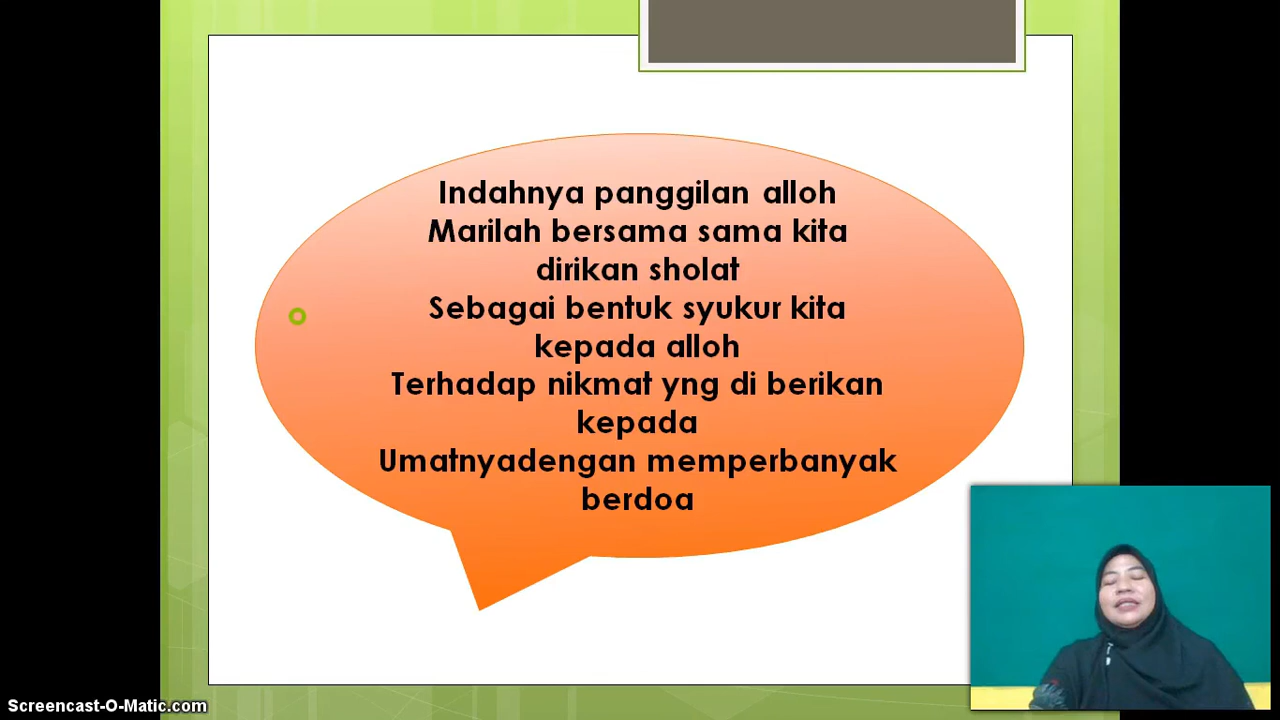 Indahnya panggilan alloh
Marilah bersama sama kita
dirikan sholat
Sebagai bentuk syukur kita
kepada alloh
Terhadap nikmat yng di berikan
kepada
Umatnyadengan memperbanyak
berdoa
Screencast-O-Matic.com